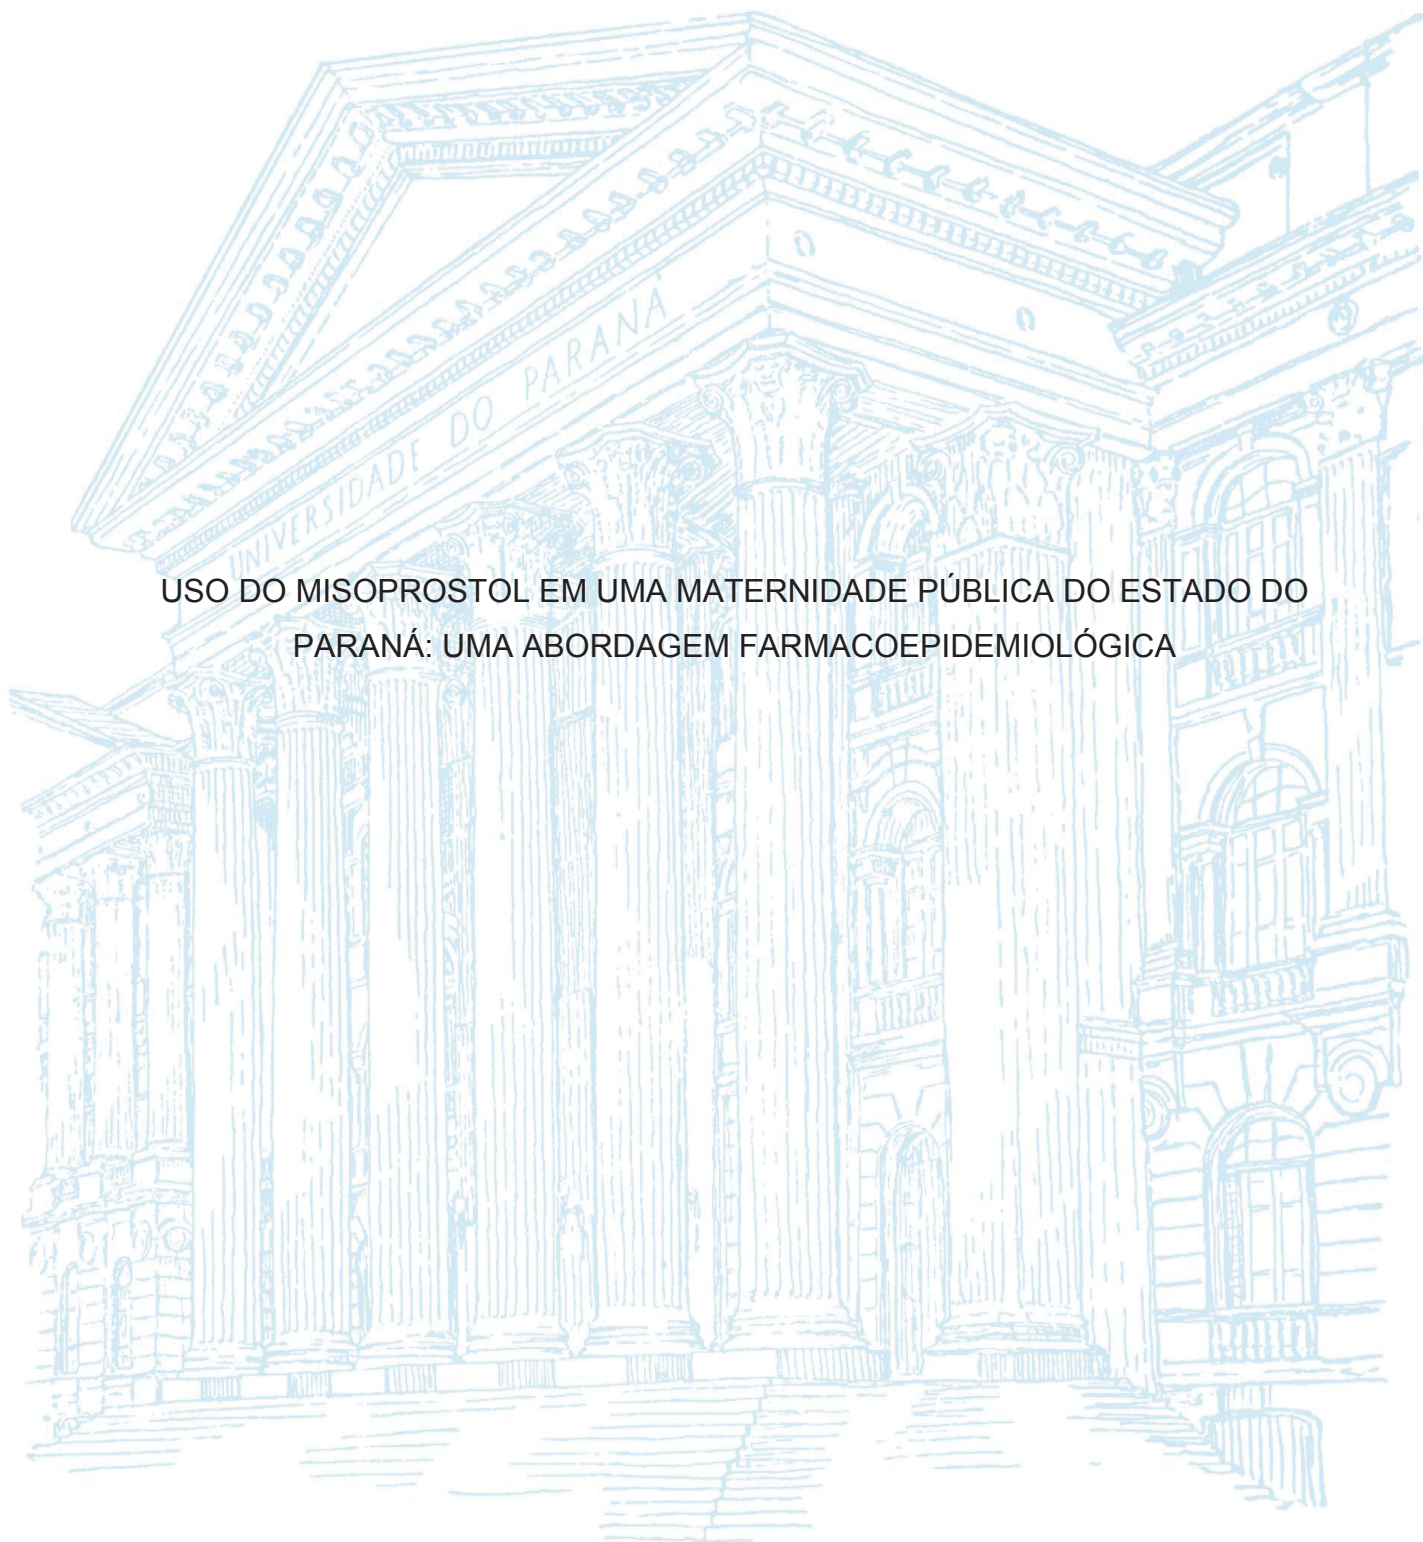 UNIVERSIDADE DO PARANÁ
USO DO MISOPROSTOL EM UMA MATERNIDADE PÚBLICA DO ESTADO DO
PARANÁ: UMA ABORDAGEM FARMACOEPIDEMIOLÓGICA